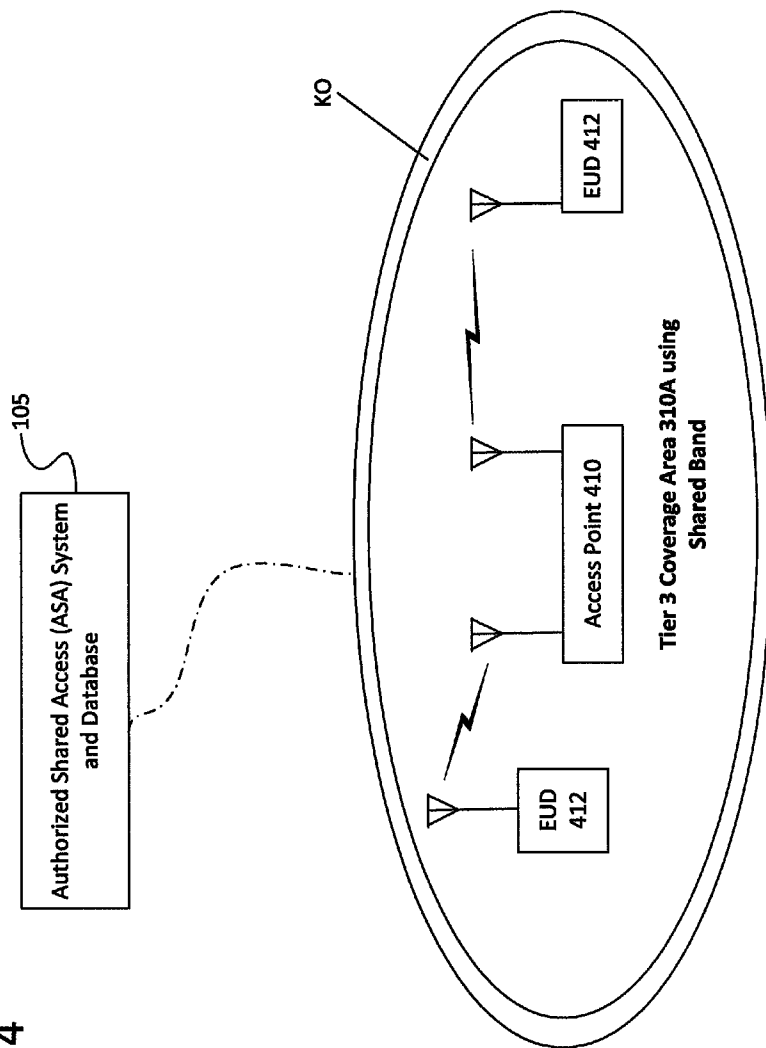 4
Authorized Shared Access (ASA) System
and Database
105
KO
EUD
412
Access Point 410
EUD 412
Tier 3 Coverage Area 310A using
Shared Band